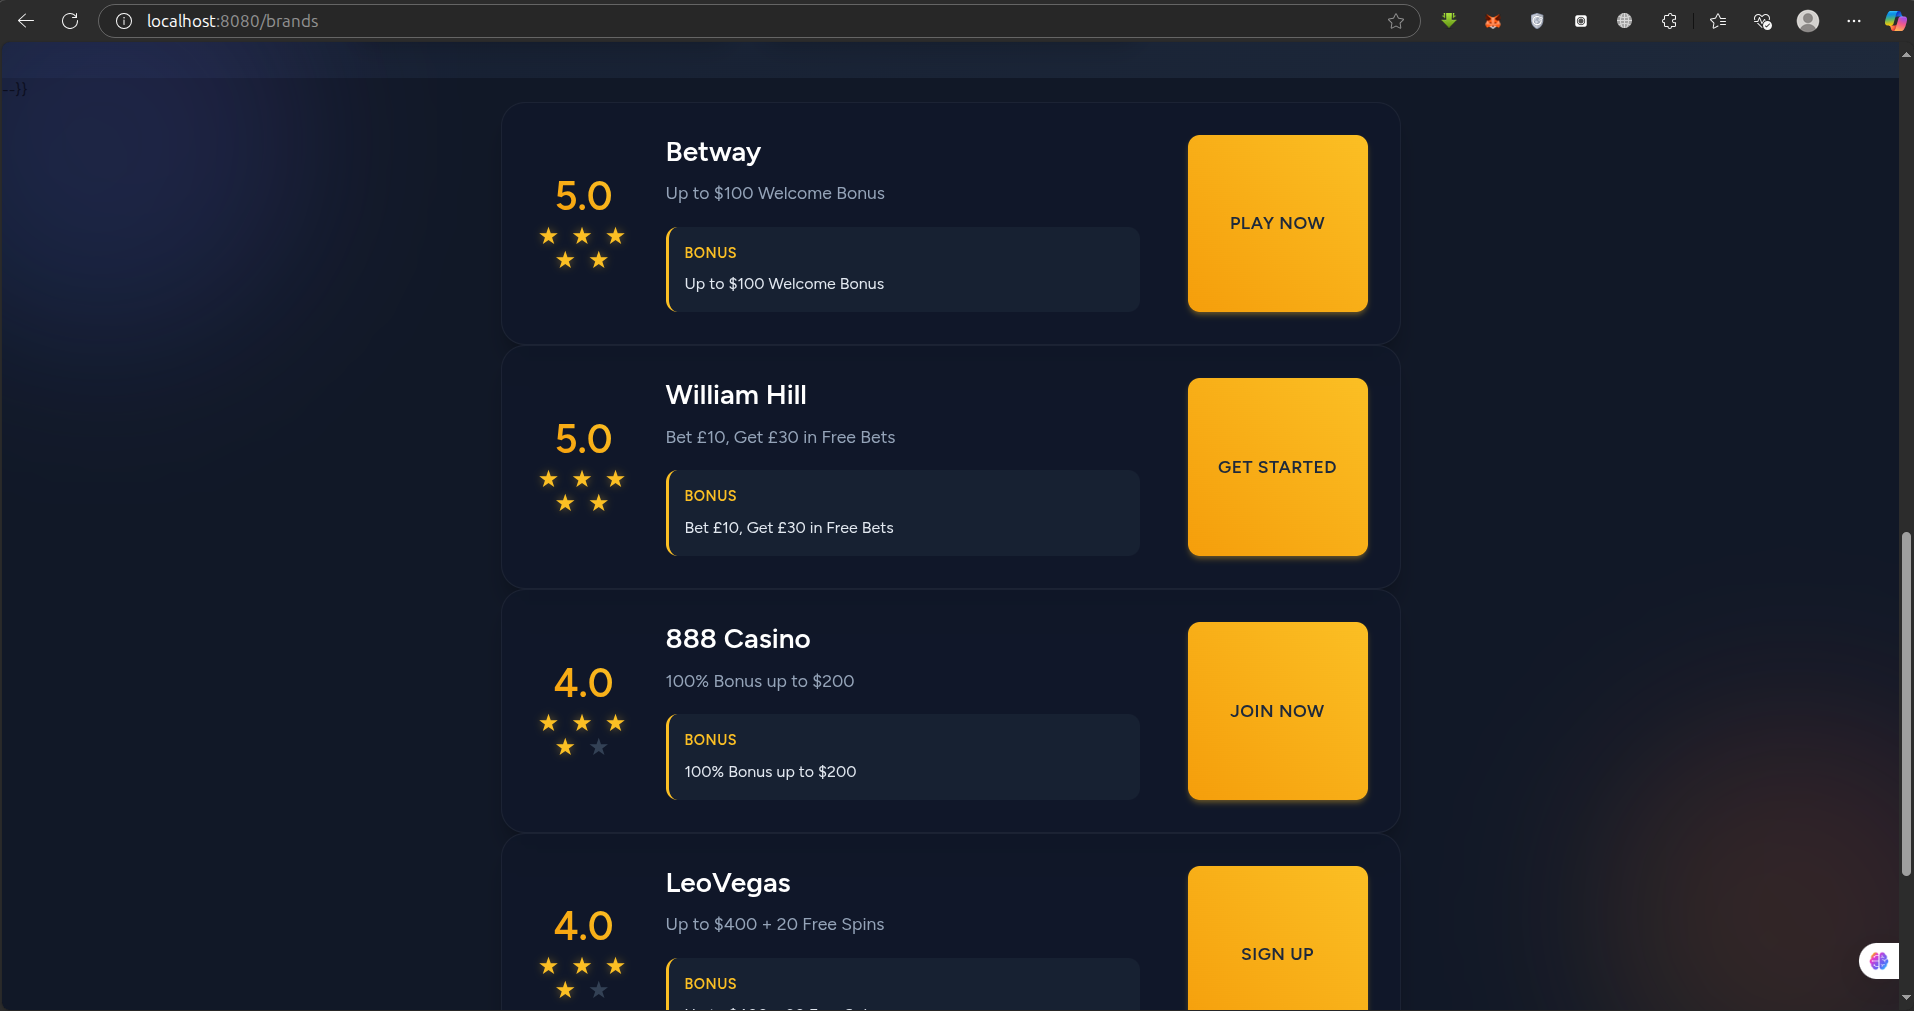 localhost:8080/brands
--}}
Betway
Up to $100 Welcome Bonus
5.0
★ ★ ★
★ ★
BONUS
Up to $100 Welcome Bonus
PLAY NOW
William Hill
Bet £10, Get £30 in Free Bets
5.0
★ ★ ★
★ ★
BONUS
Bet £10, Get £30 in Free Bets
GET STARTED
888 Casino
100% Bonus up to $200
4.0
★ ★ ★
★ ★
BONUS
100% Bonus up to $200
JOIN NOW
LeoVegas
Up to $400 + 20 Free Spins
4.0
★ ★ ★
★ ★
BONUS
SIGN UP